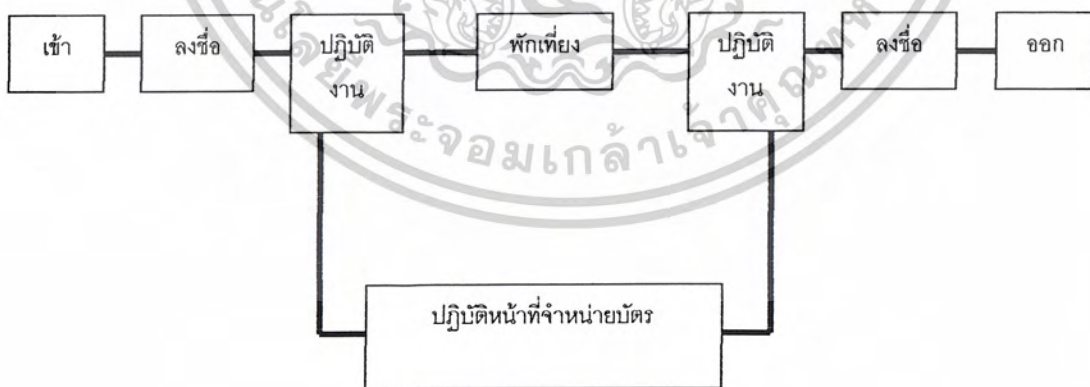 เข้า
ลงชื่อ
ปฏิบัติ
งาน
พักเที่ยง
ปฏิบัติ
งาน
ลงชื่อ
ออก
พระจอมเกล้าเจ้าคุณ
ปฏิบัติหน้าที่จำหน่ายบัตร